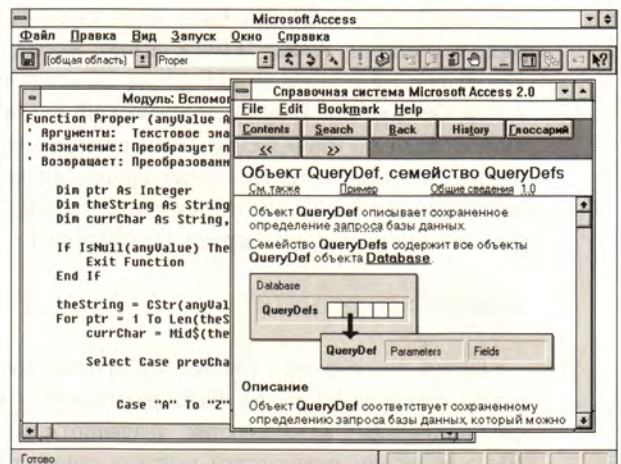 Microsoft Access
Файл Правка Вид Запуск Окно Справка
[общая область] Proper
Модуль: Вспомог
Function Proper (anyValue A
' Аргументы: Текстовое зна
' Назначение: Преобразует п
' Возвращает: Преобразованн
Dim ptr As Integer
Dim theString As String
Dim currChar As String,
If IsNull(anyValue) The
Exit Function
End If
theString = CStr(anyVal
For ptr = 1 To Len(theS
currChar = Mid$(the
Select Case prevCha
Case "A" To "Z"
Справочная система Microsoft Access 2.0
File Edit Bookmark Help
Contents Search Back History Глоссарий
<< >>
Объект QueryDef, семейство QueryDefs
См. также Пример Общие сведения 1.0
Объект QueryDef описывает сохраненное
определение запроса базы данных.
Семейство QueryDefs содержит все объекты
QueryDef объекта Database.
Database
QueryDefs
QueryDef Parameters Fields
Описание
Объект QueryDef соответствует сохраненному
определению запроса базы данных, который можно
Готово